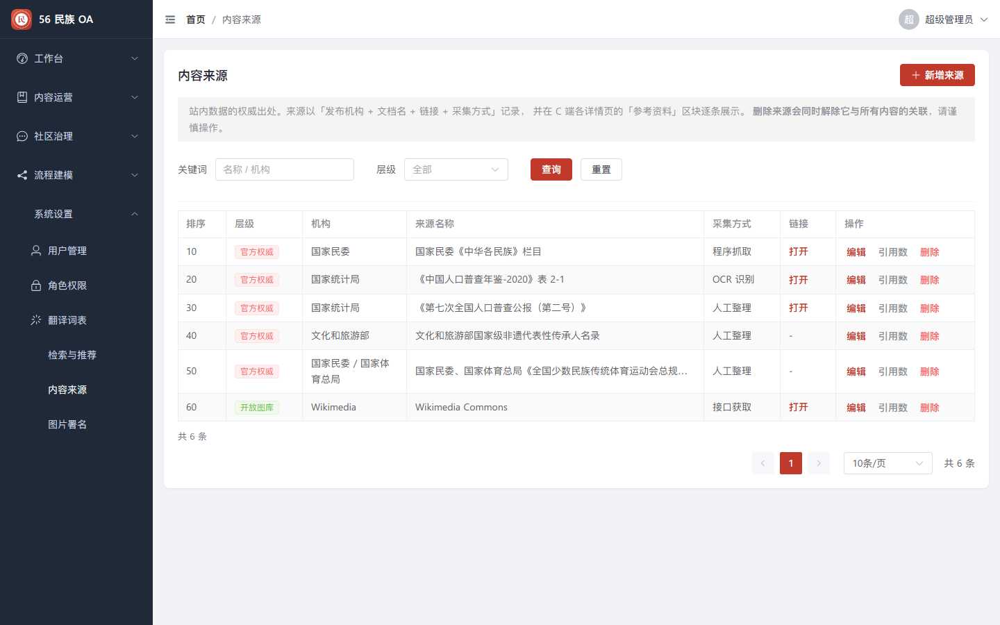 民 56 民族 OA
首页 / 内容来源
超 超级管理员
工作台
内容运营
社区治理
流程建模
系统设置
用户管理
角色权限
翻译词表
检索与推荐
内容来源
图片署名
内容来源
新增来源
站内数据的权威出处。来源以「发布机构 + 文档名 + 链接 + 采集方式」记录， 并在 C 端各详情页的「参考资料」区块逐条展示。 删除来源会同时解除它与所有内容的关联，请谨
慎操作。
关键词 名称 / 机构 层级 全部 查询 重置
排序 层级 机构 来源名称 采集方式 链接 操作
10 官方权威 国家民委 国家民委《中华各民族》栏目 程序抓取 打开 编辑 引用数 删除
20 官方权威 国家统计局 《中国人口普查年鉴-2020》表 2-1 OCR 识别 打开 编辑 引用数 删除
30 官方权威 国家统计局 《第七次全国人口普查公报（第二号）》 人工整理 打开 编辑 引用数 删除
40 官方权威 文化和旅游部 文化和旅游部国家级非遗代表性传承人名录 人工整理 - 编辑 引用数 删除
50 官方权威 国家民委 / 国家体育总局 国家民委、国家体育总局《全国少数民族传统体育运动会总规... 人工整理 - 编辑 引用数 删除
60 开放图库 Wikimedia Wikimedia Commons 接口获取 打开 编辑 引用数 删除
共 6 条
1 10条/页 共 6 条